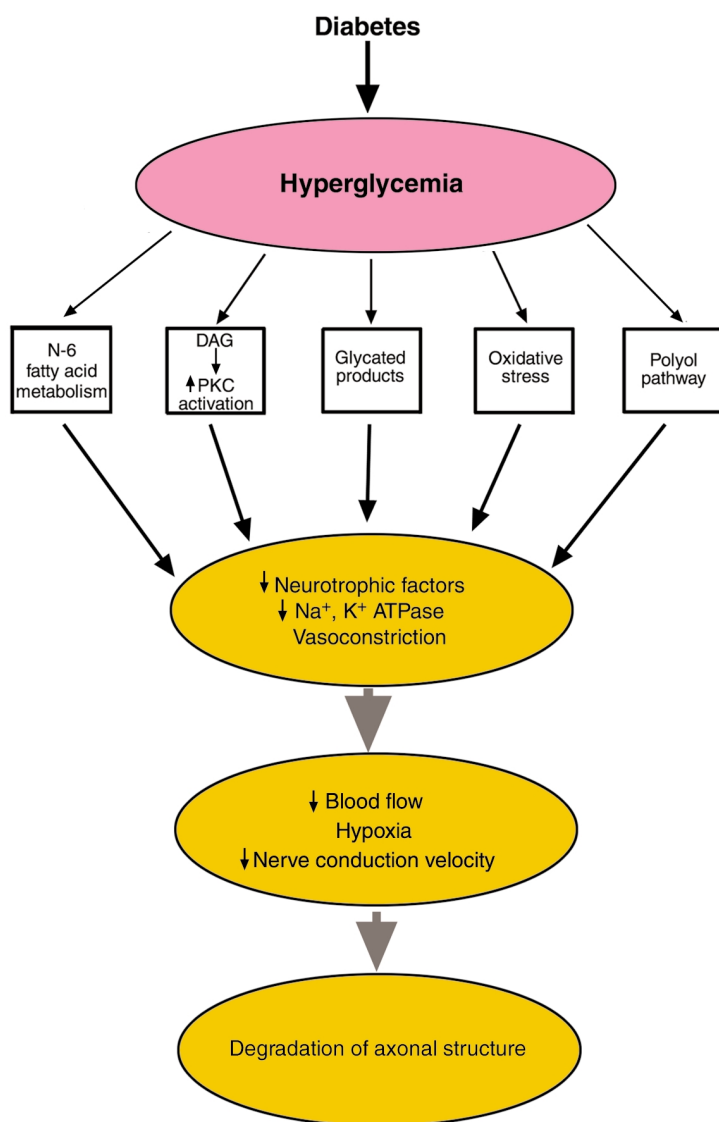 Diabetes
Hyperglycemia
N-6
fatty acid
metabolism
DAG
↑PKC
activation
Glycated
products
Oxidative
stress
Polyol
pathway
↓ Neurotrophic factors
↓ Na⁺, K⁺ ATPase
Vasoconstriction
↓ Blood flow
Hypoxia
↓ Nerve conduction velocity
Degradation of axonal structure